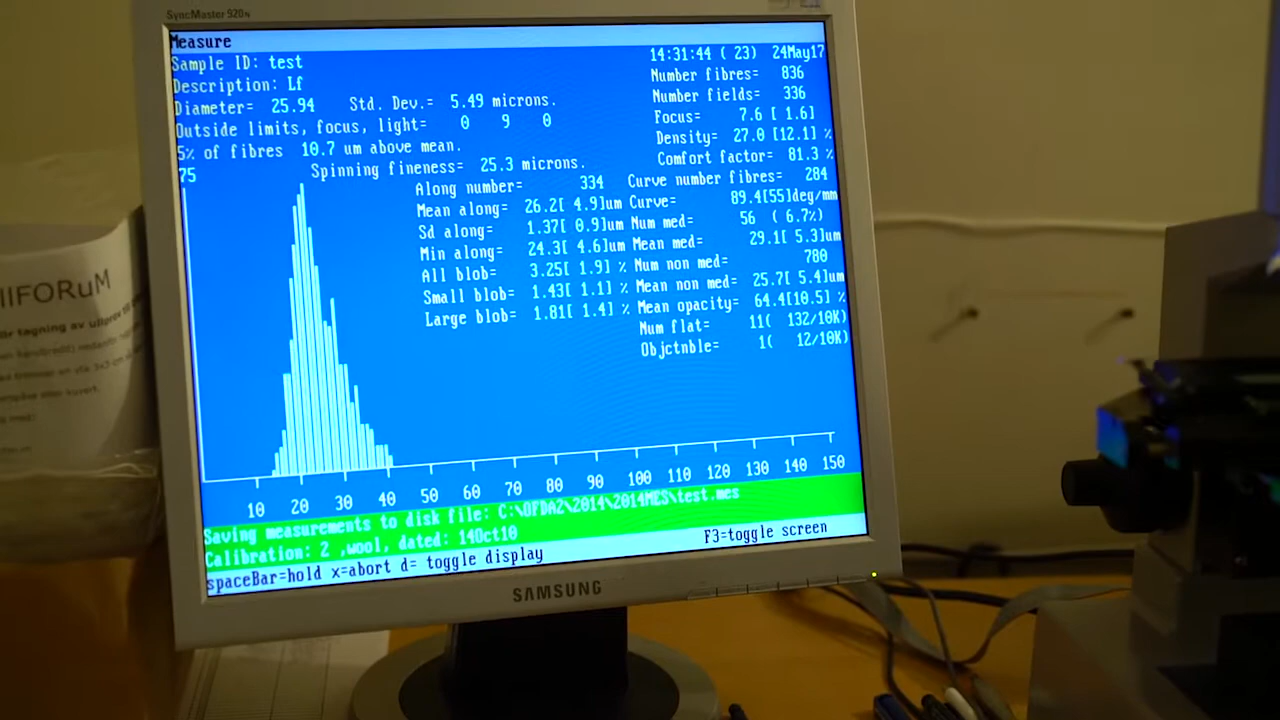 SyncMaster 920N
Measure
Sample ID: test
Description: Lf
Diameter= 25.94 Std. Dev.= 5.49 microns.
Outside limits, focus, light= 0 9 0
5% of fibres 10.7 um above mean.
Spinning fineness= 25.3 microns.
75
14:31:44 ( 23) 24May17
Number fibres= 836
Number fields= 336
Focus= 7.6 [ 1.6]
Density= 27.0 [12.1] %
Comfort factor= 81.3 %
Along number= 334
Mean along= 26.2[ 4.9]um
Sd along= 1.37[ 0.9]um
Min along= 24.3[ 4.6]um
All blob= 3.25[ 1.9] %
Small blob= 1.43[ 1.1] %
Large blob= 1.81[ 1.4] %
Curve number fibres= 284
Curve= 89.4[55]deg/mm
Num med= 56 ( 6.7%)
Mean med= 29.1[ 5.3]um
Num non med= 780
Mean non med= 25.7[ 5.4]um
Mean opacity= 64.4[10.5] %
Num flat= 11( 132/10K)
Objctnble= 1( 12/10K)
10 20 30 40 50 60 70 80 90 100 110 120 130 140 150
Saving measurements to disk file: C:\OFDA2\2014\2014MES\test.mes
Calibration: 2 ,wool, dated: 14Oct10
spaceBar=hold x=abort d= toggle display F3=toggle screen
SAMSUNG
llFORuM
för tagning av ullprov